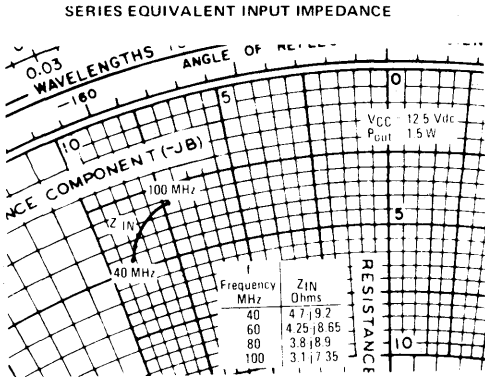 SERIES EQUIVALENT INPUT IMPEDANCE
0.03
WAVELENGTHS
ANGLE OF
-160
10
5
0
VCC - 12.5 Vdc
Pout 1.5 W
NCE COMPONENT (-JB)
100 MHz
Z IN
40 MHz
5
RESISTANCE
10
f
Frequency
MHz
ZIN
Ohms
40 4.7-j9.2
60 4.25-j8.65
80 3.8-j8.9
100 3.1-j7.35